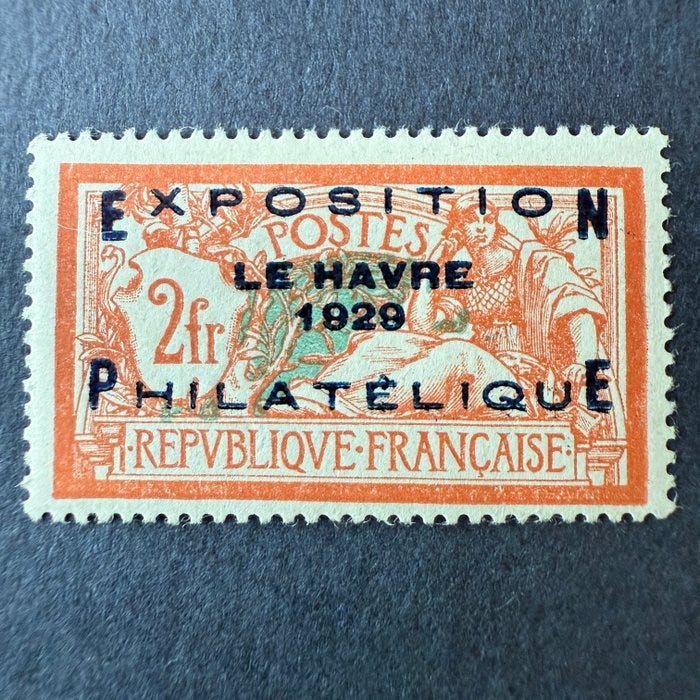 EXPOSITION
POSTES
LE HAVRE
2fr
1929
PHILATÉLIQUE
·REPVBLIQVE·FRANÇAISE·